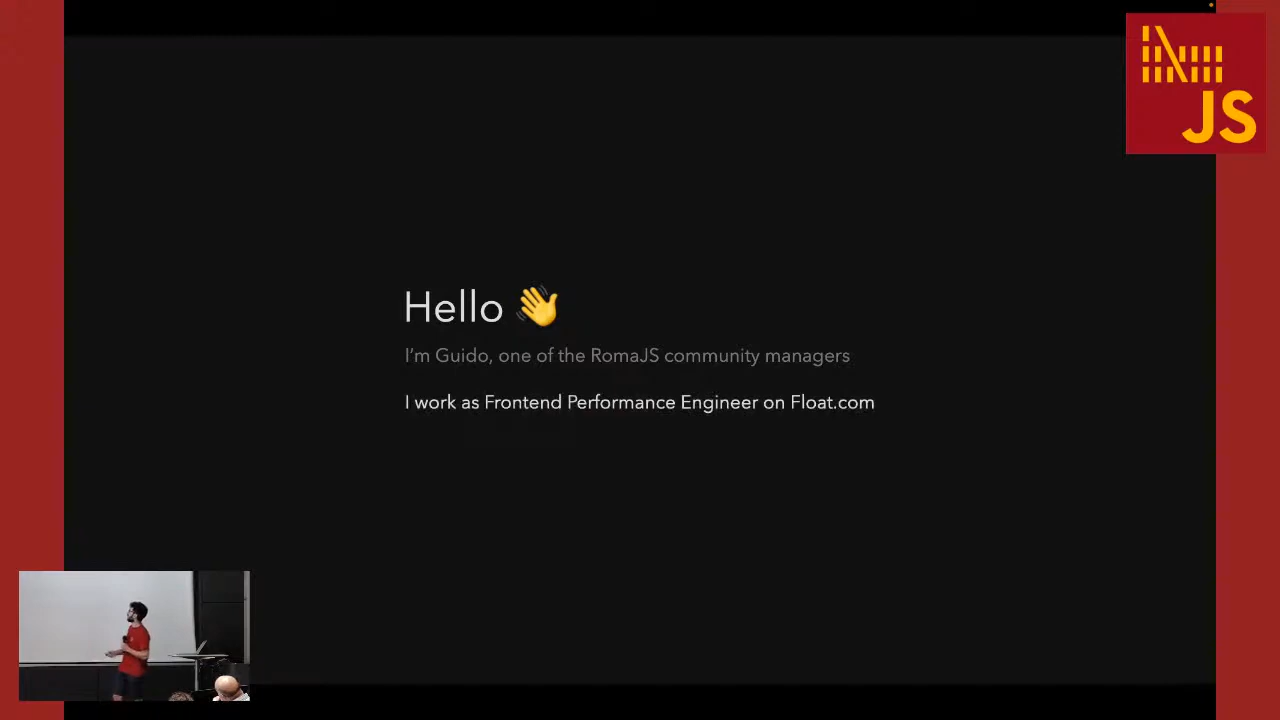 JS
Hello 👋
I'm Guido, one of the RomaJS community managers
I work as Frontend Performance Engineer on Float.com